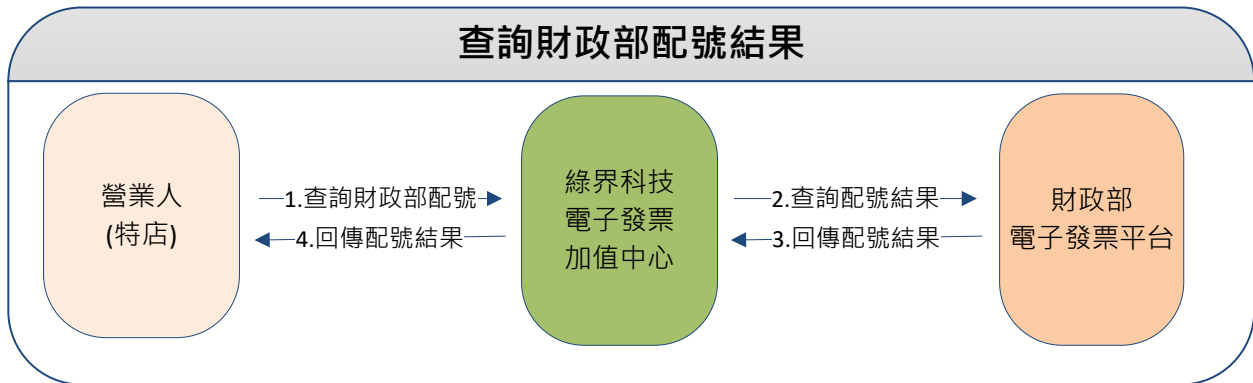 查詢財政部配號結果
營業人
(特店)
1.查詢財政部配號
4.回傳配號結果
綠界科技
電子發票
加值中心
2.查詢配號結果
3.回傳配號結果
財政部
電子發票平台